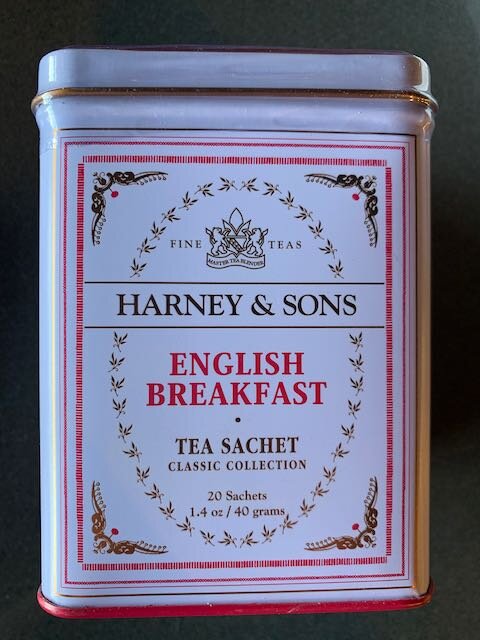 FINE TEAS
MASTER TEA BLENDER
HARNEY & SONS
ENGLISH
BREAKFAST
TEA SACHET
CLASSIC COLLECTION
20 Sachets
1.4 oz / 40 grams